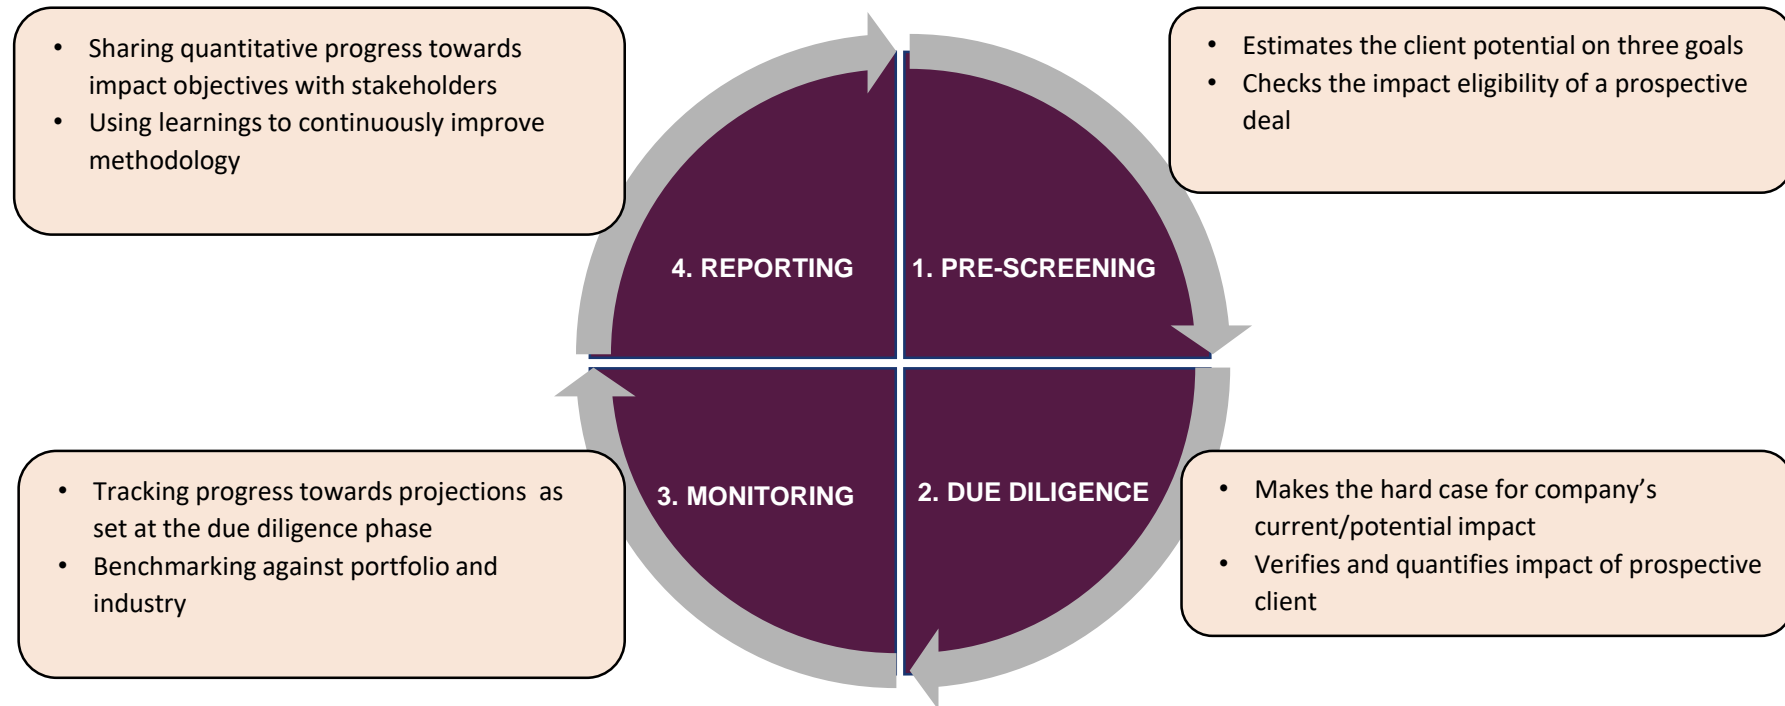 • Sharing quantitative progress towards
impact objectives with stakeholders
• Using learnings to continuously improve
methodology
• Estimates the client potential on three goals
• Checks the impact eligibility of a prospective
deal
4. REPORTING
1. PRE-SCREENING
3. MONITORING
2. DUE DILIGENCE
• Tracking progress towards projections  as
set at the due diligence phase
• Benchmarking against portfolio and
industry
• Makes the hard case for company’s
current/potential impact
• Verifies and quantifies impact of prospective
client